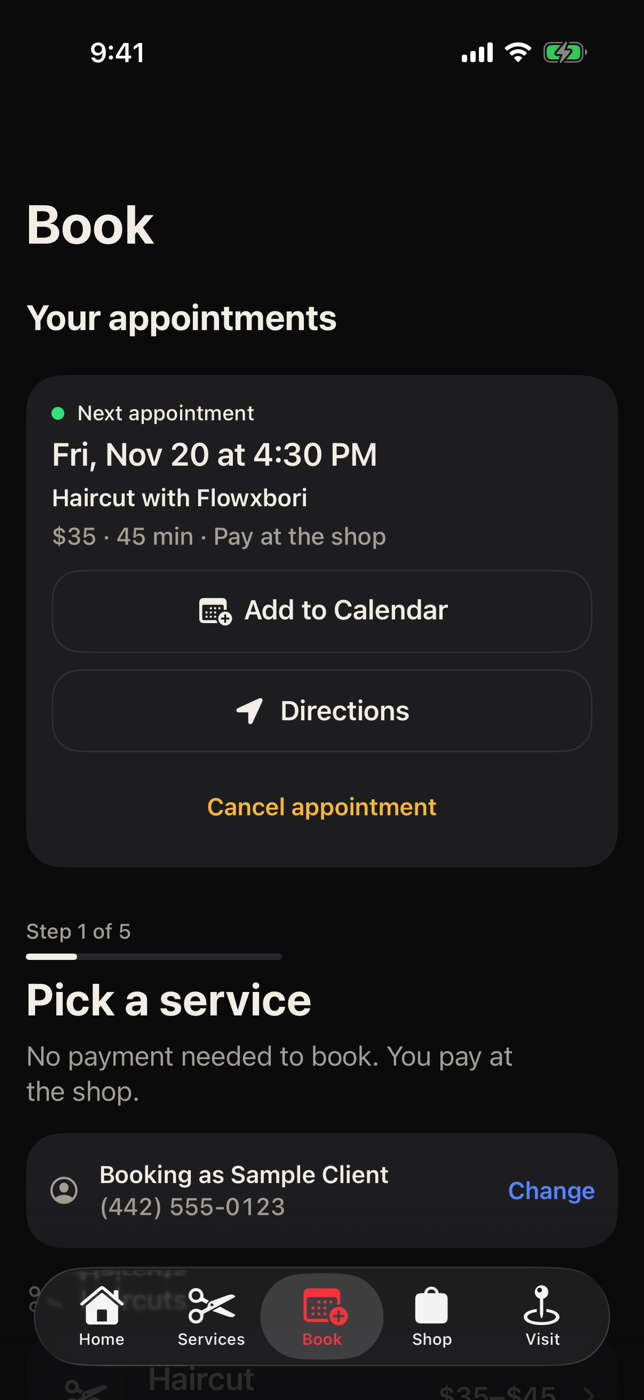 9:41
Book
Your appointments
Next appointment
Fri, Nov 20 at 4:30 PM
Haircut with Flowxbori
$35 · 45 min · Pay at the shop
Add to Calendar
Directions
Cancel appointment
Step 1 of 5
Pick a service
No payment needed to book. You pay at
the shop.
Booking as Sample Client
(442) 555-0123
Change
Haircuts
Home
Services
Book
Shop
Visit
Haircut
$35–$45